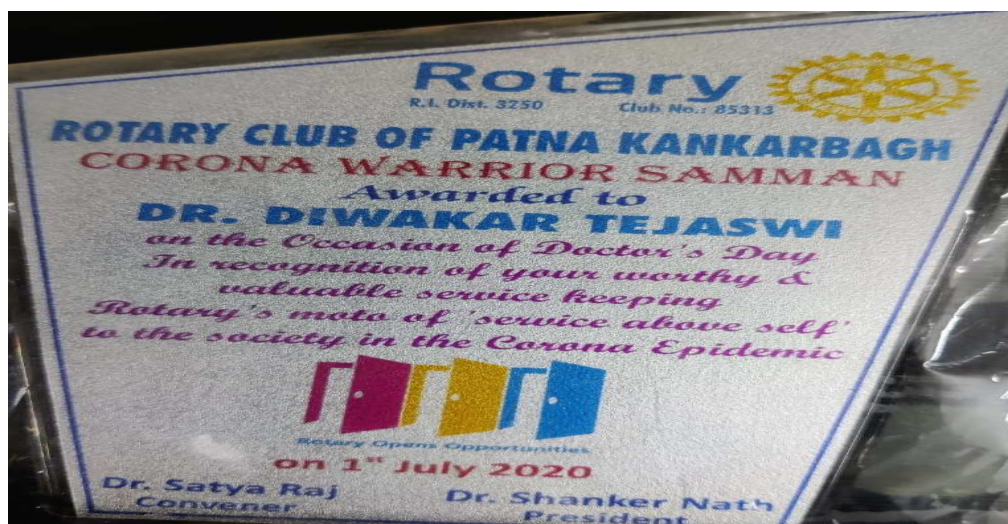 Rotary
R.I. Dist. 3250 Club No.: 85313
ROTARY CLUB OF PATNA KANKARBAGH
CORONA WARRIOR SAMMAN
Awarded to
DR. DIWAKAR TEJASWI
on the Occasion of Doctor's Day
In recognition of your worthy &
valuable service keeping
Rotary's moto of 'service above self'
to the society in the Corona Epidemic
Rotary Opens Opportunities
on 1st July 2020
Dr. Satya Raj Dr. Shanker Nath
Convener President